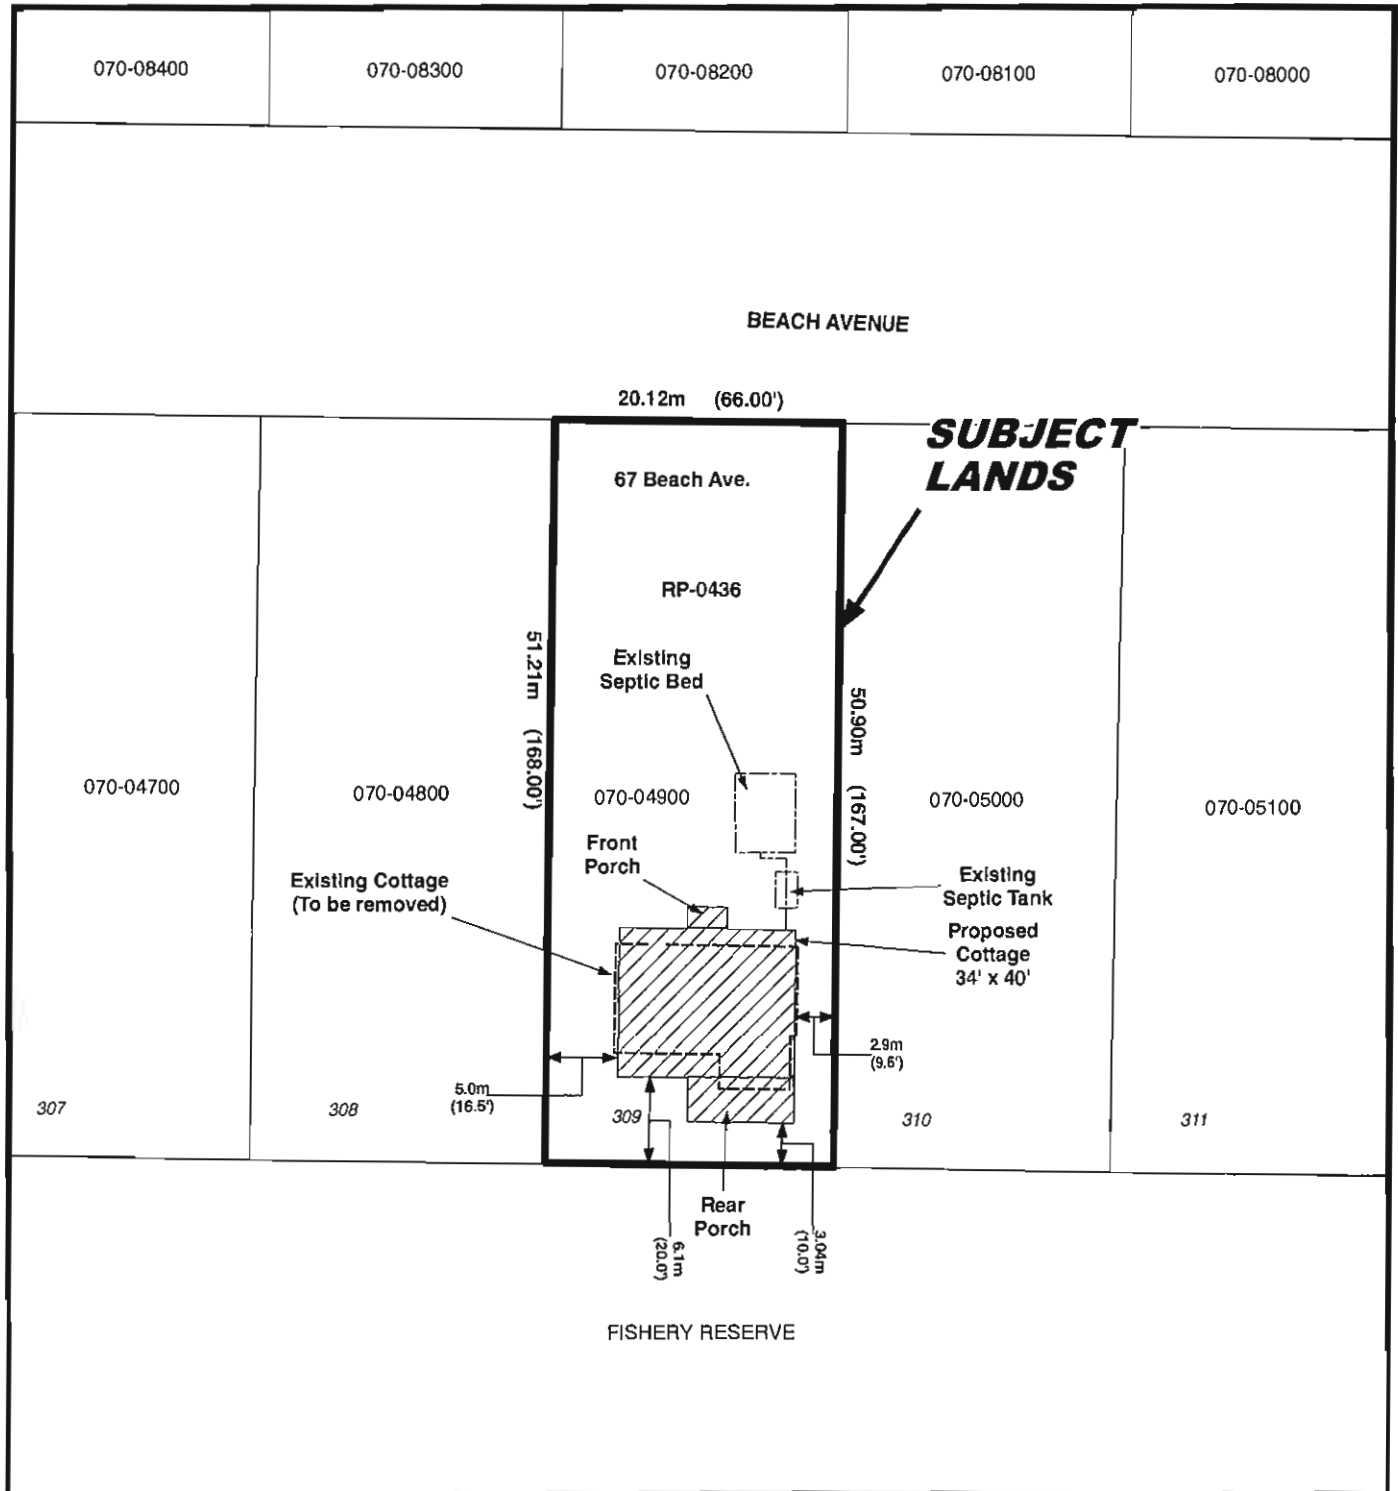 070-08400
070-08300
070-08200
070-08100
070-08000
BEACH AVENUE
20.12m (66.00')
SUBJECT
LANDS
67 Beach Ave.
RP-0436
51.21m (168.00')
Existing
Septic Bed
50.90m (167.00')
070-04700
070-04800
070-04900
070-05000
070-05100
Front
Porch
Existing Cottage
(To be removed)
Existing
Septic Tank
Proposed
Cottage
34' x 40'
2.9m
(9.6')
5.0m
(16.5')
307
308
309
310
311
Rear
Porch
6.1m
(20.0')
3.04m
(10.0')
FISHERY RESERVE